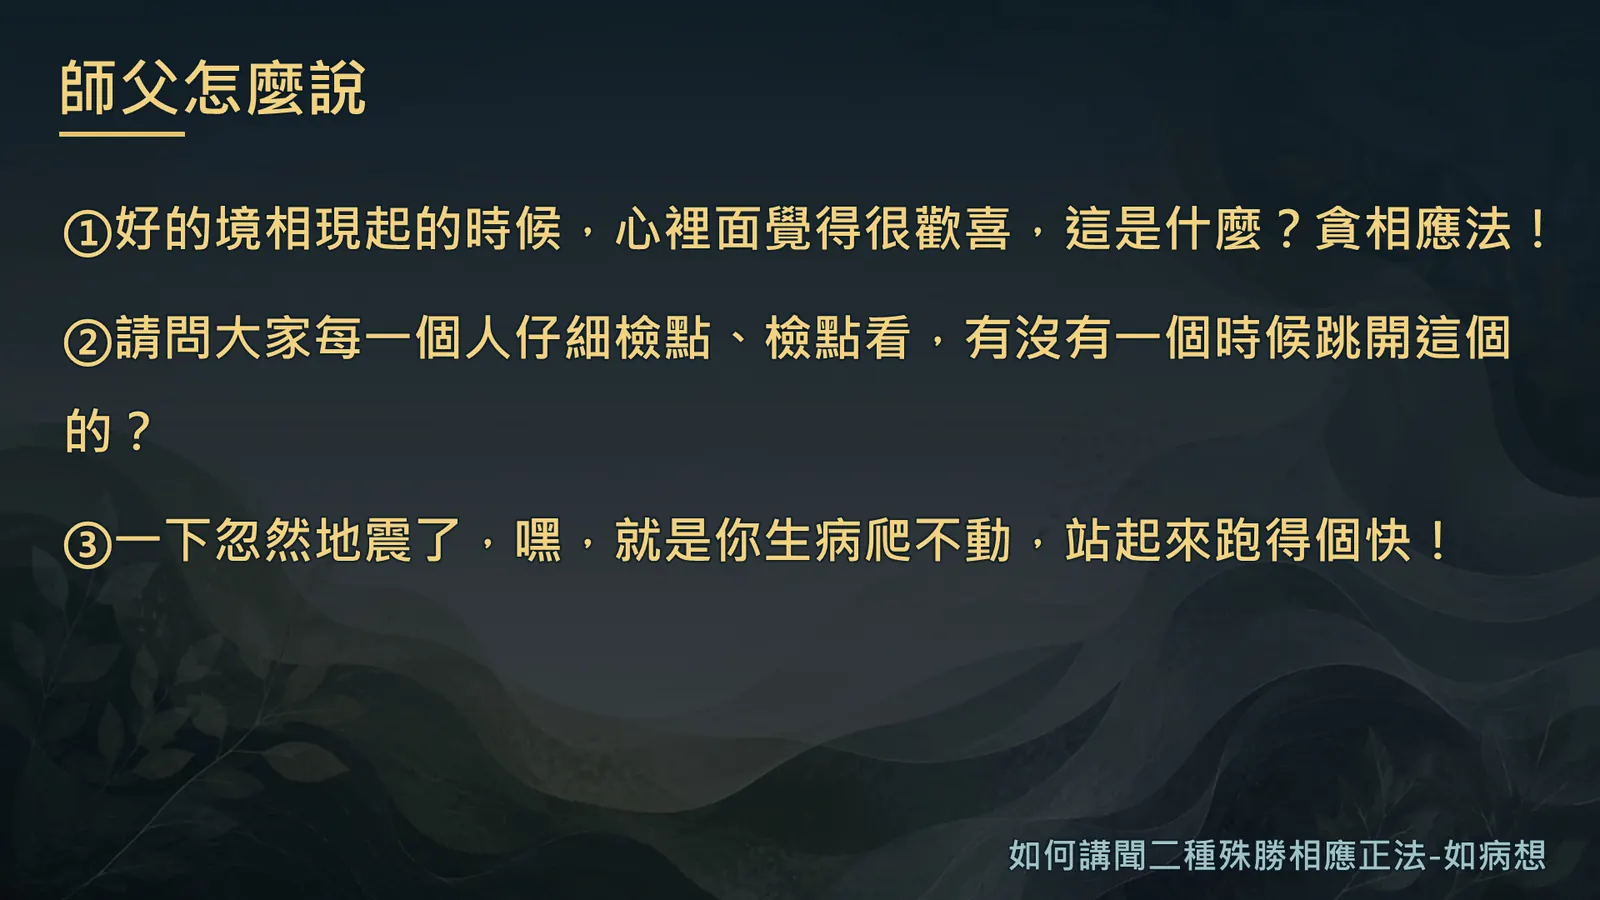 師父怎麼說
①好的境相現起的時候，心裡面覺得很歡喜，這是什麼？貪相應法！
②請問大家每一個人仔細檢點、檢點看，有沒有一個時候跳開這個
的？
③一下忽然地震了，嘿，就是你生病爬不動，站起來跑得個快！
如何講聞二種殊勝相應正法-如病想